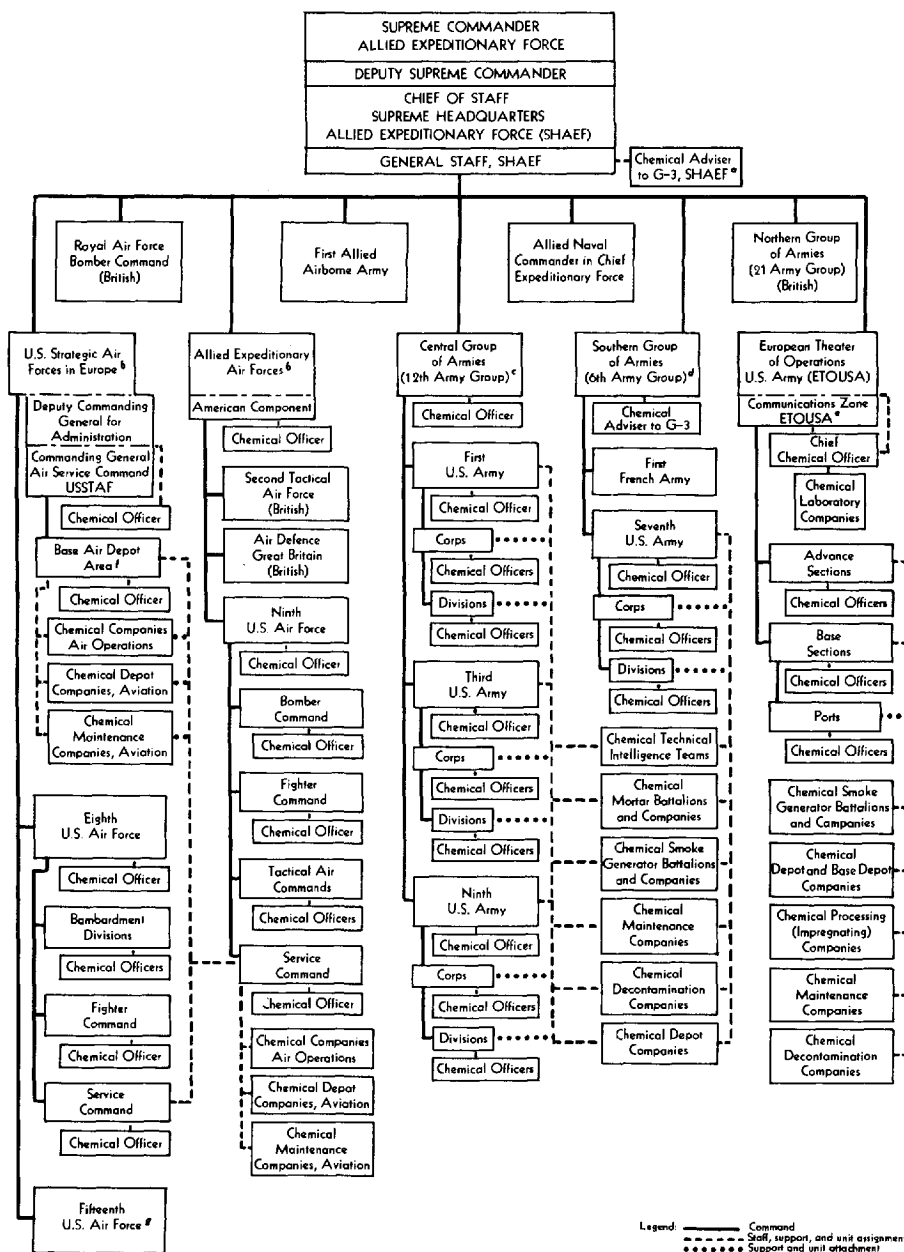 SUPREME COMMANDER
ALLIED EXPEDITIONARY FORCE
DEPUTY SUPREME COMMANDER
CHIEF OF STAFF
SUPREME HEADQUARTERS
ALLIED EXPEDITIONARY FORCE (SHAEF)
GENERAL STAFF, SHAEF
Chemical Adviser
to G-3, SHAEF a
Royal Air Force
Bomber Command
(British)
First Allied
Airborne Army
Allied Naval
Commander in Chief
Expeditionary Force
Northern Group
of Armies
(21 Army Group)
(British)
U.S. Strategic Air
Forces in Europe b
Deputy Commanding
General for
Administration
Commanding General
Air Service Command
USSTAF
Chemical Officer
Base Air Depot
Area f
Chemical Officer
Chemical Companies
Air Operations
Chemical Depot
Companies, Aviation
Chemical
Maintenance
Companies, Aviation
Eighth
U.S. Air Force
Chemical Officer
Bambardment
Divisions
Chemical Officers
Fighter
Command
Chemical Officer
Service
Command
Chemical Officer
Fifteenth
U.S. Air Force g
Allied Expeditionary
Air Forces b
American Component
Chemical Officer
Second Tactical
Air Force
(British)
Air Defence
Great Britain
(British)
Ninth
U.S. Air Force
Chemical Officer
Bomber
Command
Chemical Officer
Fighter
Command
Chemical Officer
Tactical Air
Commands
Chemical Officers
Service
Command
Chemical Officer
Chemical Companies
Air Operations
Chemical Depot
Companies, Aviation
Chemical
Maintenance
Companies, Aviation
Central Group
of Armies
(12th Army Group) c
Chemical Officer
First
U.S. Army
Chemical Officer
Corps
Chemical Officers
Divisions
Chemical Officers
Third
U.S. Army
Chemical Officer
Corps
Chemical Officers
Divisions
Chemical Officers
Ninth
U.S. Army
Chemical Officer
Corps
Chemical Officers
Divisions
Chemical Officers
Southern Group
of Armies
(6th Army Group) d
Chemical
Adviser to G-3
First
French Army
Seventh
U.S. Army
Chemical Officer
Corps
Chemical Officers
Divisions
Chemical Officers
Chemical Technical
Intelligence Teams
Chemical
Mortar Battalions
and Companies
Chemical Smoke
Generator Battalions
and Companies
Chemical
Maintenance
Companies
Chemical
Decontamination
Companies
Chemical Depot
Companies
European Theater
of Operations
U.S. Army (ETOUSA)
Communications Zone
ETOUSA e
Chief
Chemical Officer
Chemical
Laboratory
Companies
Advance
Sections
Chemical Officers
Base
Sections
Chemical Officers
Ports
Chemical Officers
Chemical Smoke
Generator Battalions
and Companies
Chemical
Depot and Base Depot
Companies
Chemical Processing
(Impregnating)
Companies
Chemical
Maintenance
Companies
Chemical
Decontamination
Companies
Legend: Command
Staff, support, and unit assignment
Support and unit attachment